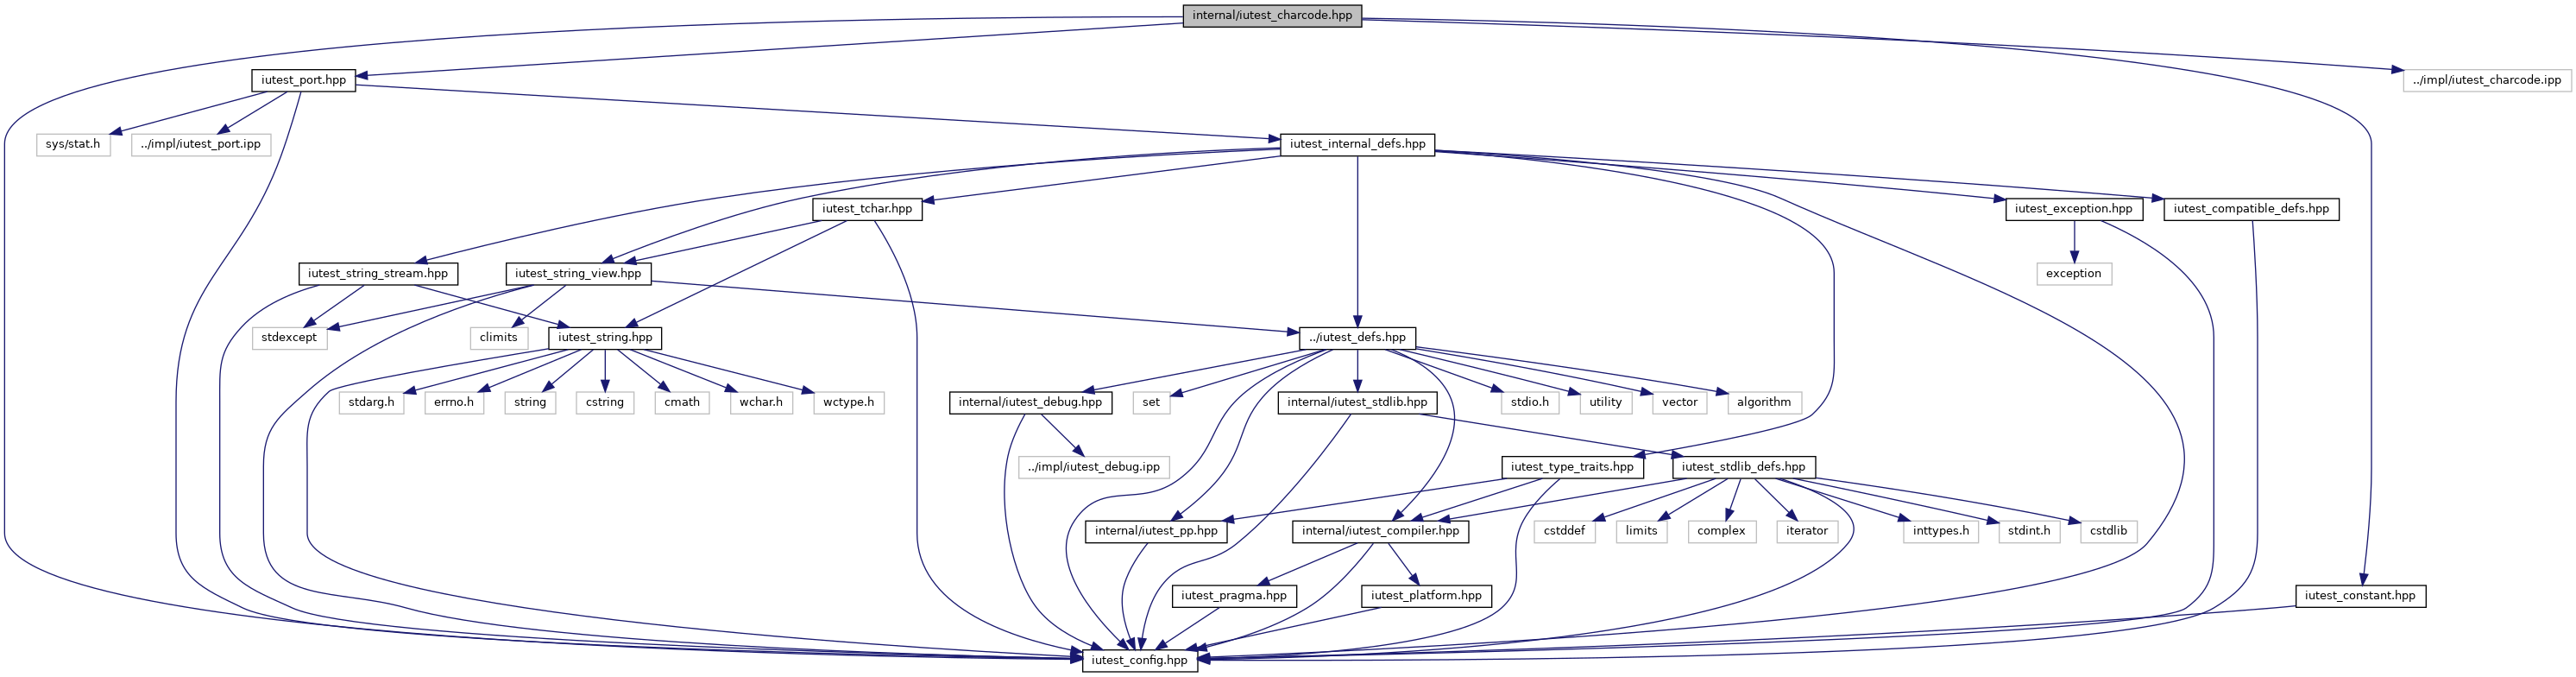 internal/iutest_charcode.hpp
iutest_port.hpp
../impl/iutest_charcode.ipp
sys/stat.h
../impl/iutest_port.ipp
iutest_internal_defs.hpp
iutest_tchar.hpp
iutest_exception.hpp
iutest_compatible_defs.hpp
iutest_string_stream.hpp
iutest_string_view.hpp
exception
stdexcept
climits
iutest_string.hpp
../iutest_defs.hpp
stdarg.h
errno.h
string
cstring
cmath
wchar.h
wctype.h
internal/iutest_debug.hpp
set
internal/iutest_stdlib.hpp
stdio.h
utility
vector
algorithm
../impl/iutest_debug.ipp
iutest_type_traits.hpp
iutest_stdlib_defs.hpp
internal/iutest_pp.hpp
internal/iutest_compiler.hpp
cstddef
limits
complex
iterator
inttypes.h
stdint.h
cstdlib
iutest_pragma.hpp
iutest_platform.hpp
iutest_constant.hpp
iutest_config.hpp